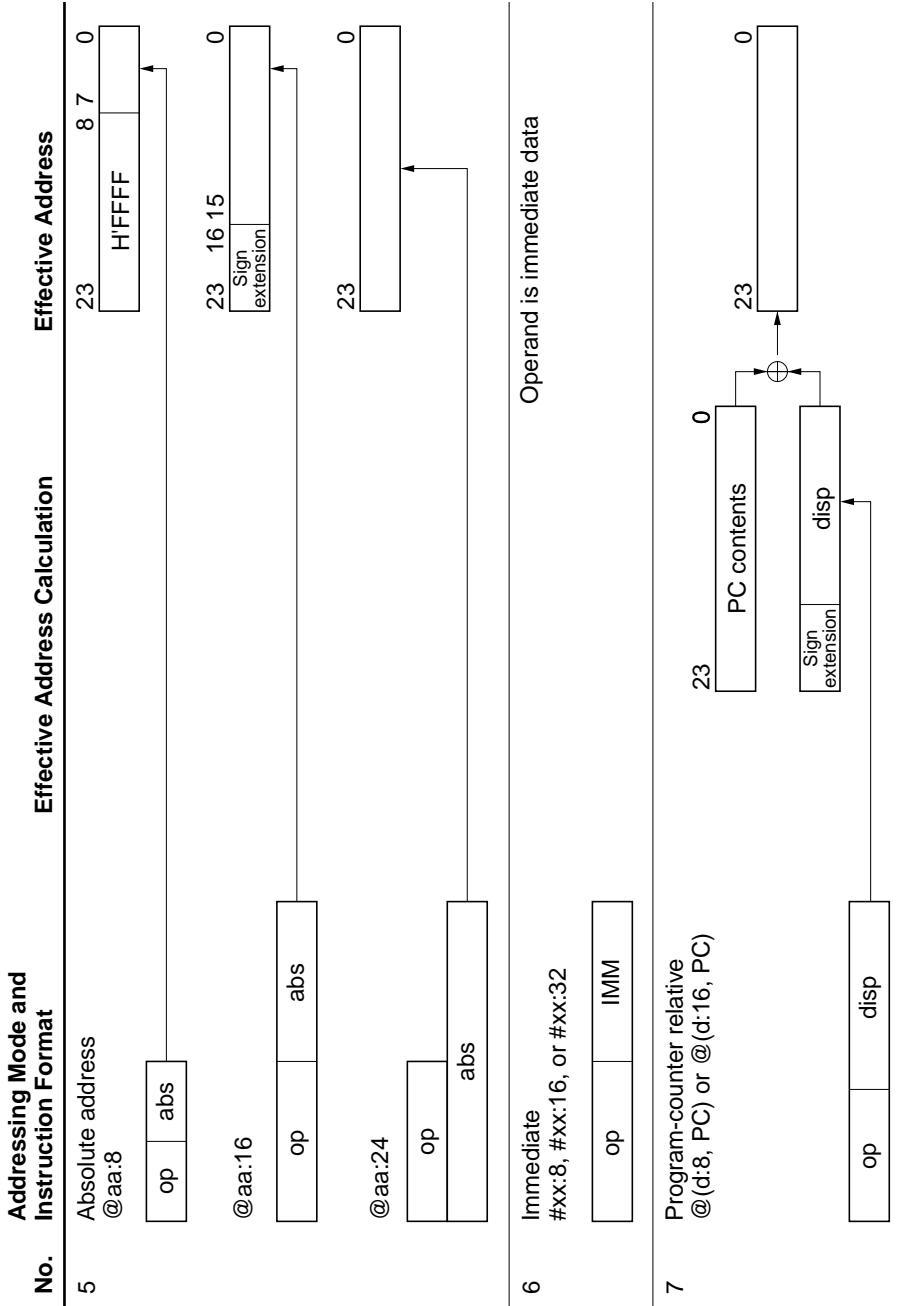 No.
Addressing Mode and
Instruction Format
Effective Address Calculation
Effective Address
5
Absolute address
@aa:8
op
abs
23
8 7
0
H'FFFF
@aa:16
op
abs
23
16 15
0
Sign
extension
@aa:24
op
abs
23
0
6
Immediate
#xx:8, #xx:16, or #xx:32
op
IMM
Operand is immediate data
7
Program-counter relative
@(d:8, PC) or @(d:16, PC)
op
disp
23
0
PC contents
Sign
extension
disp
23
0